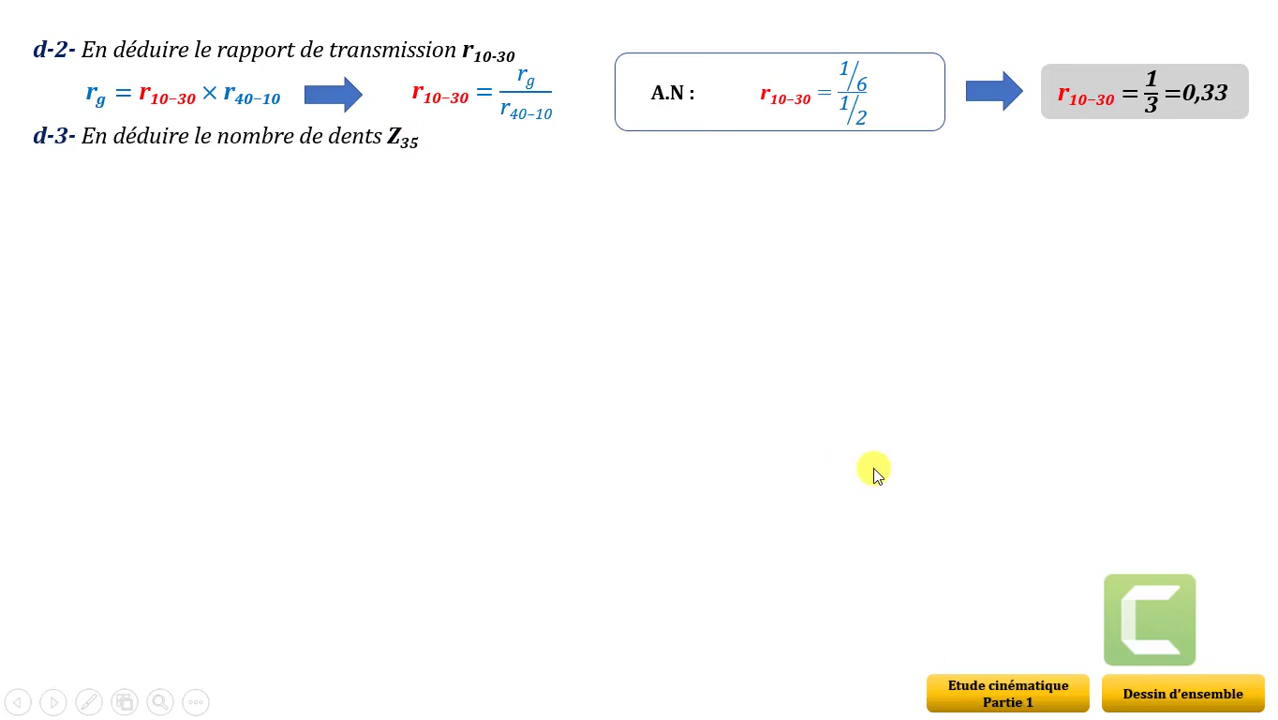 d-2- En déduire le rapport de transmission r10-30
rg = r10−30 × r40−10
r10−30 = rg / r40−10
A.N : r10−30 = 1/6 / 1/2
r10−30 = 1/3 =0,33
d-3- En déduire le nombre de dents Z35
Etude cinématique
Partie 1
Dessin d'ensemble